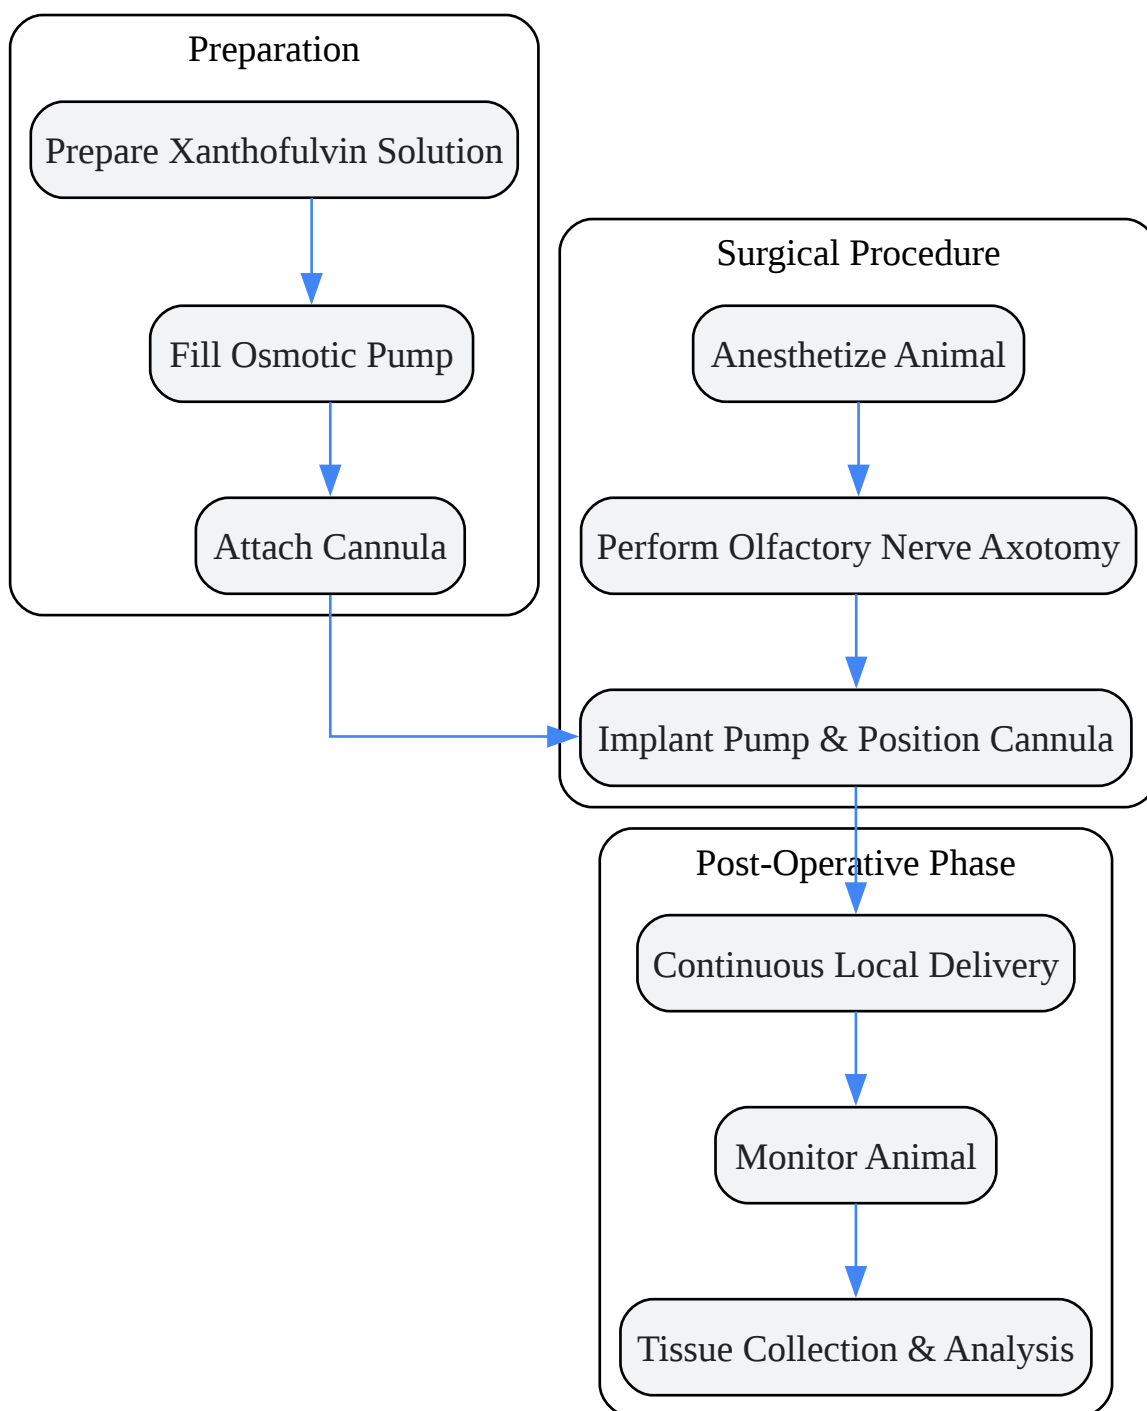 Preparation
Prepare Xanthofulvin Solution
Fill Osmotic Pump
Attach Cannula
Surgical Procedure
Anesthetize Animal
Perform Olfactory Nerve Axotomy
Implant Pump & Position Cannula
Post-Operative Phase
Continuous Local Delivery
Monitor Animal
Tissue Collection & Analysis